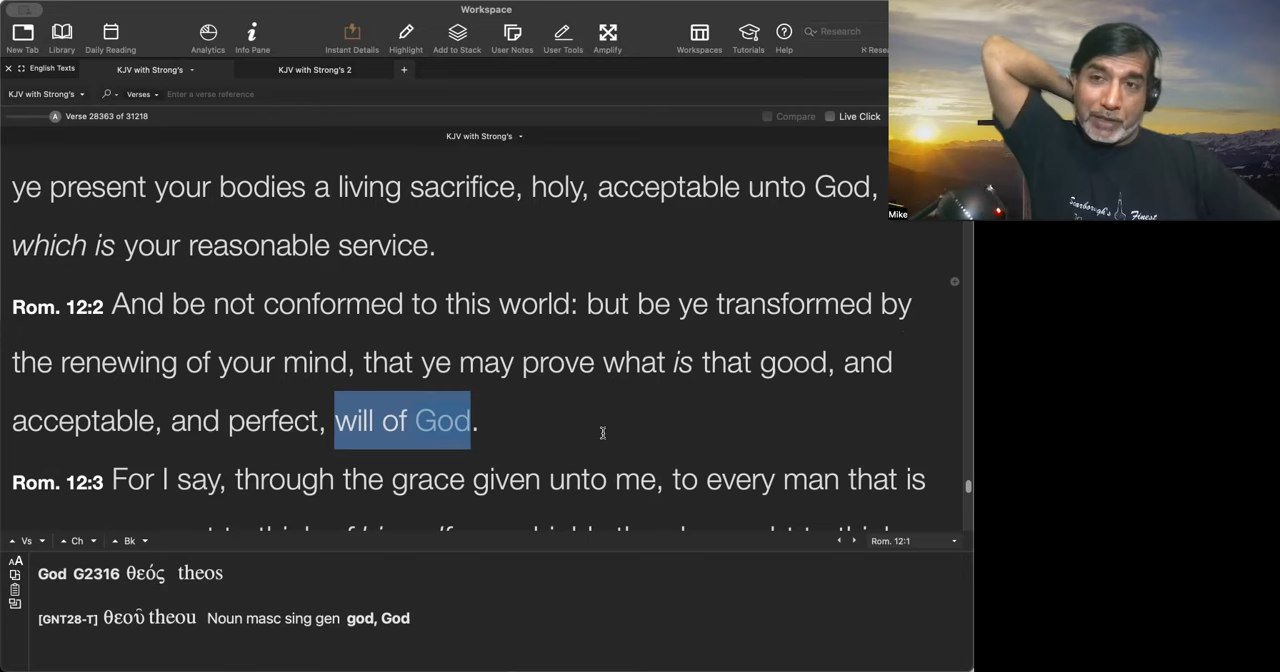 Workspace
New Tab Library Daily Reading Analytics Info Pane Instant Details Highlight Add to Stack User Notes User Tools Amplify Workspaces Tutorials Help Research
English Texts KJV with Strong's KJV with Strong's 2 +
KJV with Strong's Verses Enter a verse reference
A Verse 28363 of 31218 Compare Live Click
KJV with Strong's
ye present your bodies a living sacrifice, holy, acceptable unto God,
which is your reasonable service.
Rom. 12:2 And be not conformed to this world: but be ye transformed by
the renewing of your mind, that ye may prove what is that good, and
acceptable, and perfect, will of God.
Rom. 12:3 For I say, through the grace given unto me, to every man that is
Vs Ch Bk Rom. 12:1
God G2316 θεός theos
[GNT28-T] θεοῦ theou Noun masc sing gen god, God
Scarborough's Finest
Mike